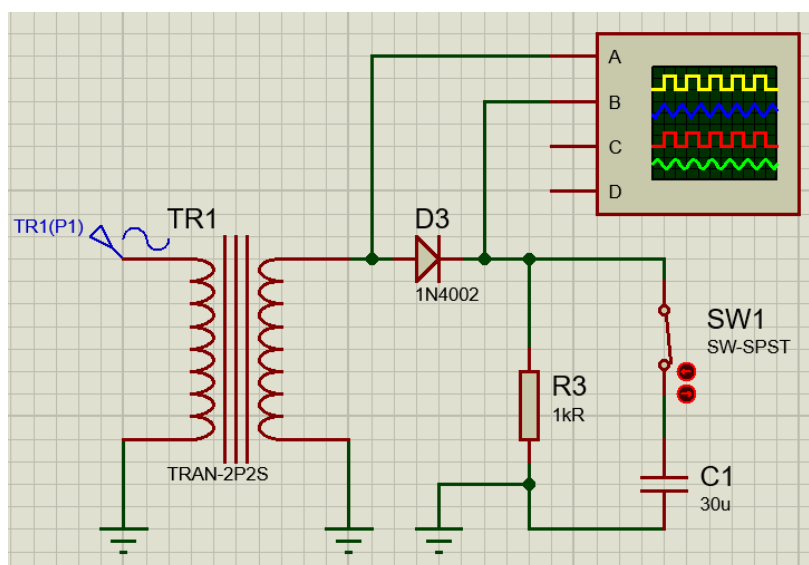 A
B
C
D
TR1(P1)
TR1
D3
1N4002
SW1
SW-SPST
R3
1kR
TRAN-2P2S
C1
30u